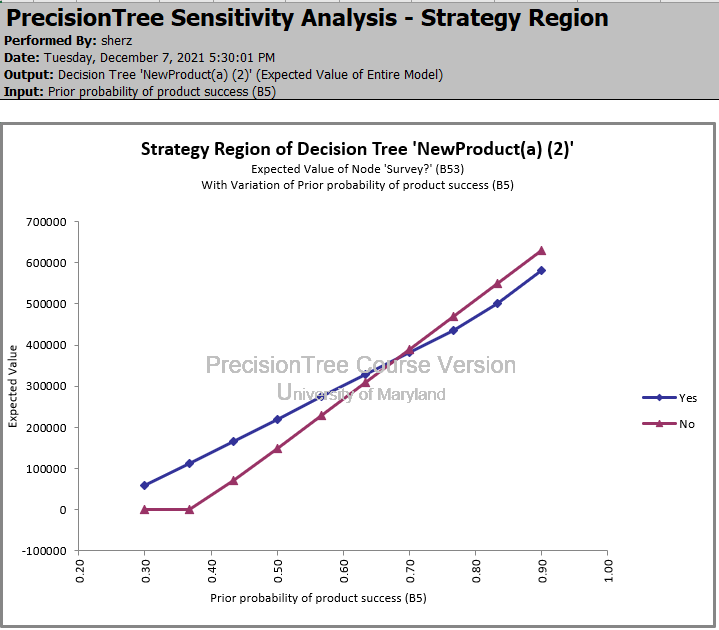 PrecisionTree Sensitivity Analysis - Strategy Region
Performed By: sherz
Date: Tuesday, December 7, 2021 5:30:01 PM
Output: Decision Tree 'NewProduct(a) (2)' (Expected Value of Entire Model)
Input: Prior probability of product success (B5)
Strategy Region of Decision Tree 'NewProduct(a) (2)'
Expected Value of Node 'Survey?' (B53)
With Variation of Prior probability of product success (B5)
700000
600000
500000
400000
300000
200000
100000
0
-100000
Expected Value
PrecisionTree Course Version
University of Maryland
Yes
No
0.20
0.30
0.40
0.50
0.60
0.70
0.80
0.90
1.00
Prior probability of product success (B5)